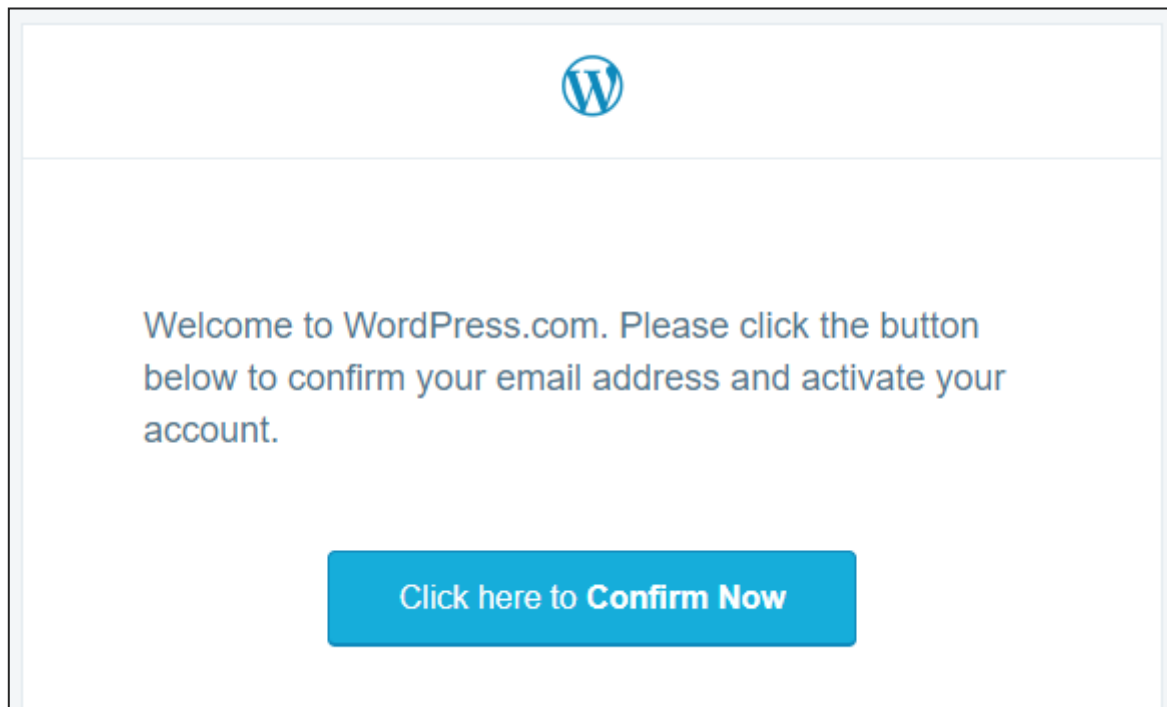 Welcome to WordPress.com. Please click the button
below to confirm your email address and activate your
account.
Click here to Confirm Now